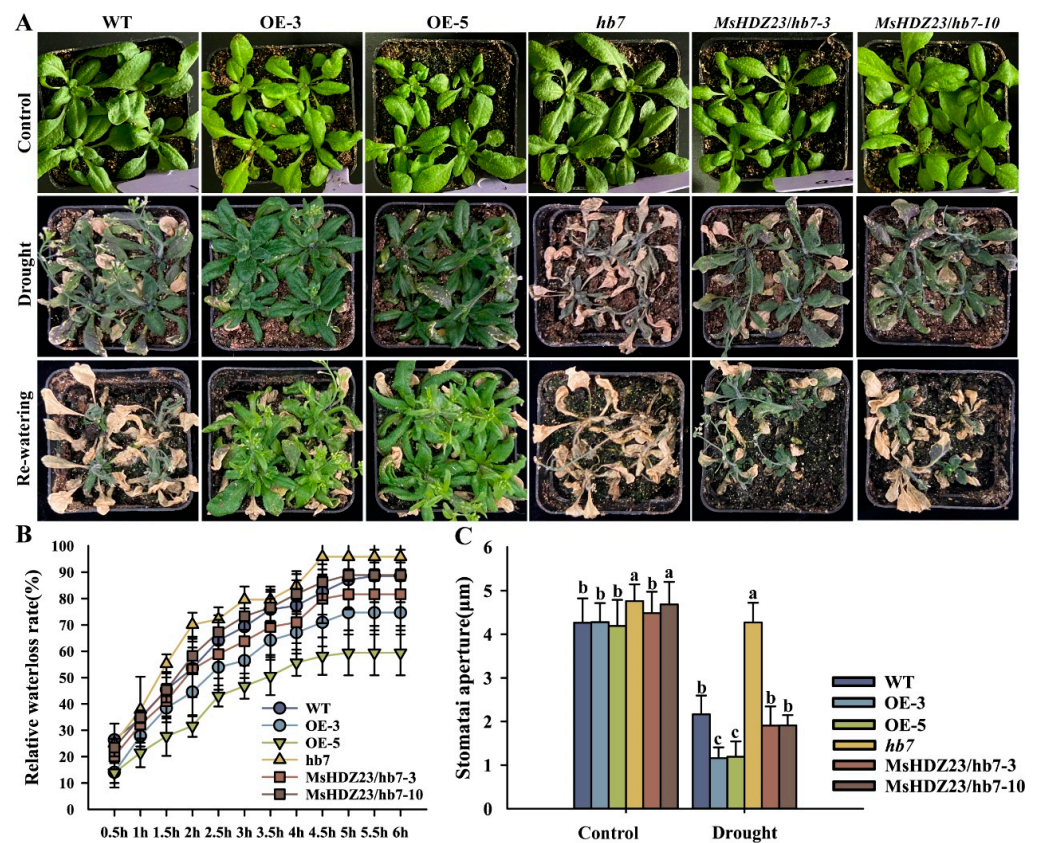 A
WT OE-3 OE-5 hb7 MsHDZ23/hb7-3 MsHDZ23/hb7-10
Control
Drought
Re-watering
B
Relative waterloss rate(%)
100
90
80
70
60
50
40
30
20
10
0
WT
OE-3
OE-5
hb7
MsHDZ23/hb7-3
MsHDZ23/hb7-10
0.5h 1h 1.5h 2h 2.5h 3h 3.5h 4h 4.5h 5h 5.5h 6h
C
Stomatai aperture(μm)
6
5
4
3
2
1
0
b b b a b a
b c c a b b
Control Drought
WT
OE-3
OE-5
hb7
MsHDZ23/hb7-3
MsHDZ23/hb7-10